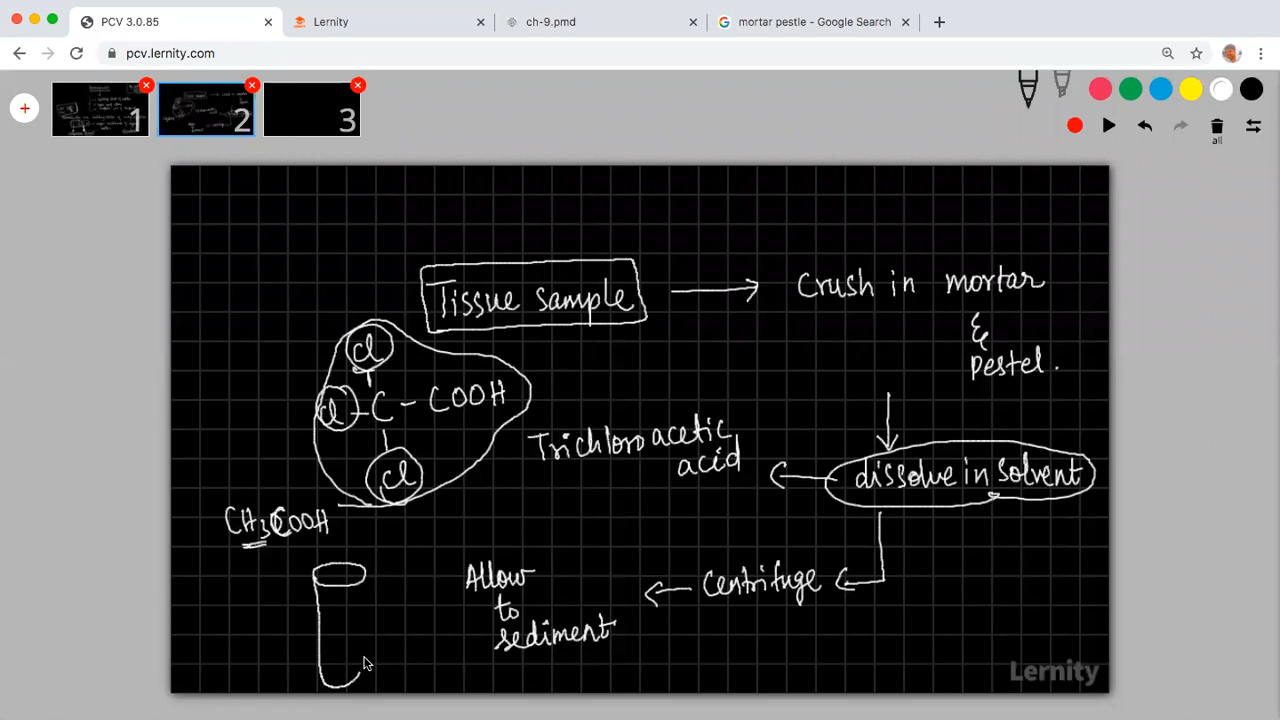 PCV 3.0.85
Lernity
ch-9.pmd
mortar pestle - Google Search
pcv.lernity.com
1
2
3
all
Tissue sample
Crush in mortar
&
pestel.
Cl
Cl - C - COOH
Cl
Trichloroacetic
acid
dissolve in solvent
CH3COOH
Centrifuge
Allow
to
sediment
Lernity